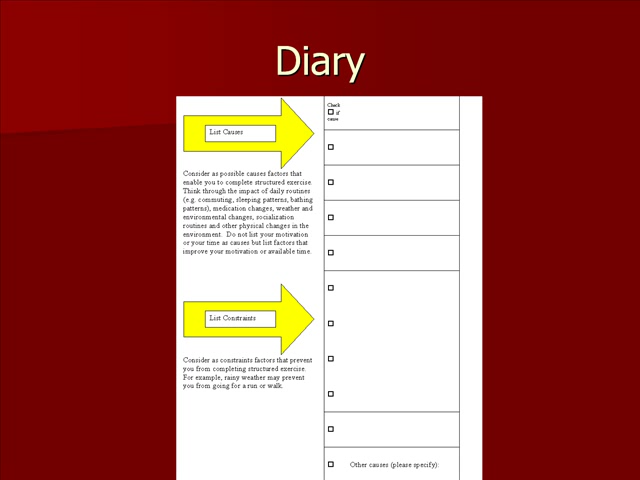 Diary
List Causes
Consider as possible causes factors that
enable you to complete structured exercise.
Think through the impact of daily routines
(e.g. commuting, sleeping patterns, bathing
patterns), medication changes, weather and
environmental changes, socialization
routines and other physical changes in the
environment. Do not list your motivation
or your time as causes but list factors that
improve your motivation or available time.
List Constraints
Consider as constraints factors that prevent
you from completing structured exercise.
For example, rainy weather may prevent
you from going for a run or walk.
Check
if
cause
Other causes (please specify):